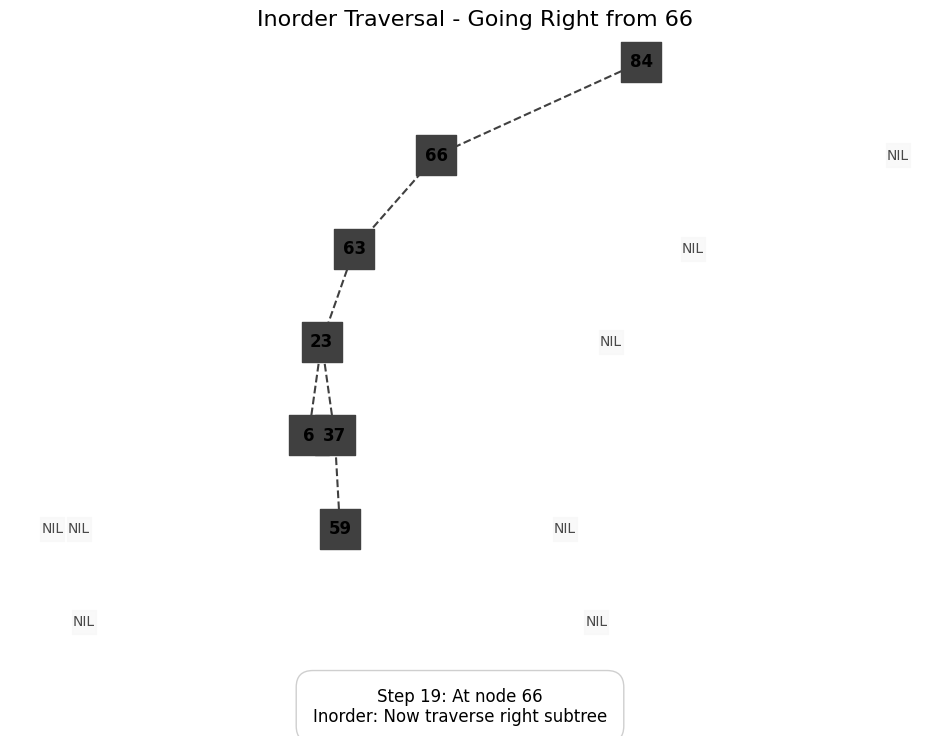 Inorder Traversal - Going Right from 66
84
66
NIL
63
NIL
23
NIL
6
37
NIL
NIL
59
NIL
NIL
NIL
Step 19: At node 66
Inorder: Now traverse right subtree